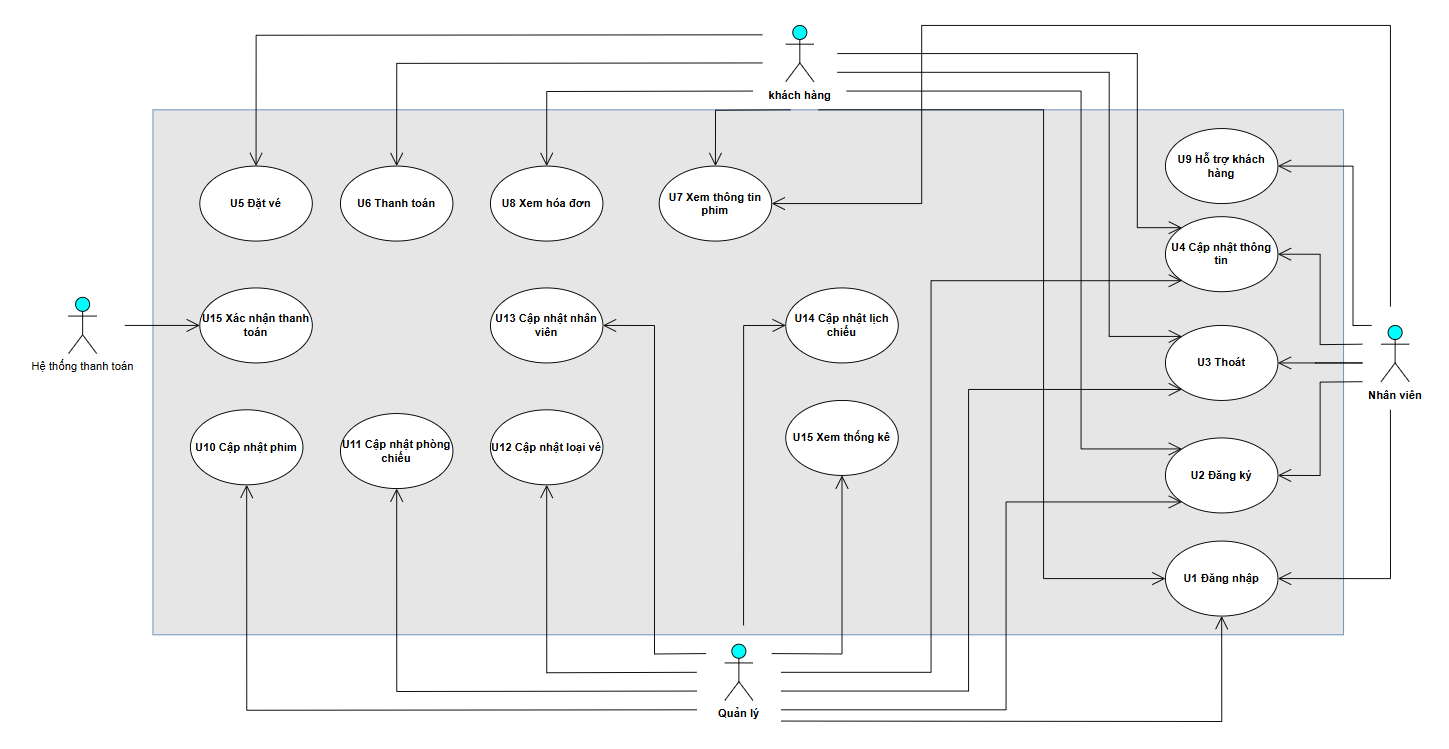 khách hàng
U9 Hỗ trợ khách
hàng
U5 Đặt vé
U6 Thanh toán
U8 Xem hóa đơn
U7 Xem thông tin
phim
U4 Cập nhật thông
tin
U15 Xác nhận thanh
toán
U13 Cập nhật nhân
viên
U14 Cập nhật lịch
chiếu
Hệ thống thanh toán
U3 Thoát
Nhân viên
U10 Cập nhật phim
U11 Cập nhật phòng
chiếu
U12 Cập nhật loại vé
U15 Xem thống kê
U2 Đăng ký
U1 Đăng nhập
Quản lý